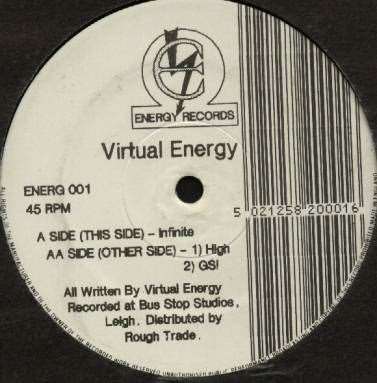 ENERGY RECORDS
Virtual Energy
ENERG 001
45 RPM
5 021258 200016
A SIDE (THIS SIDE) - Infinite
AA SIDE (OTHER SIDE) - 1) High
2) GSI
All Written By Virtual Energy
Recorded at Bus Stop Studios,
Leigh. Distributed by
Rough Trade.